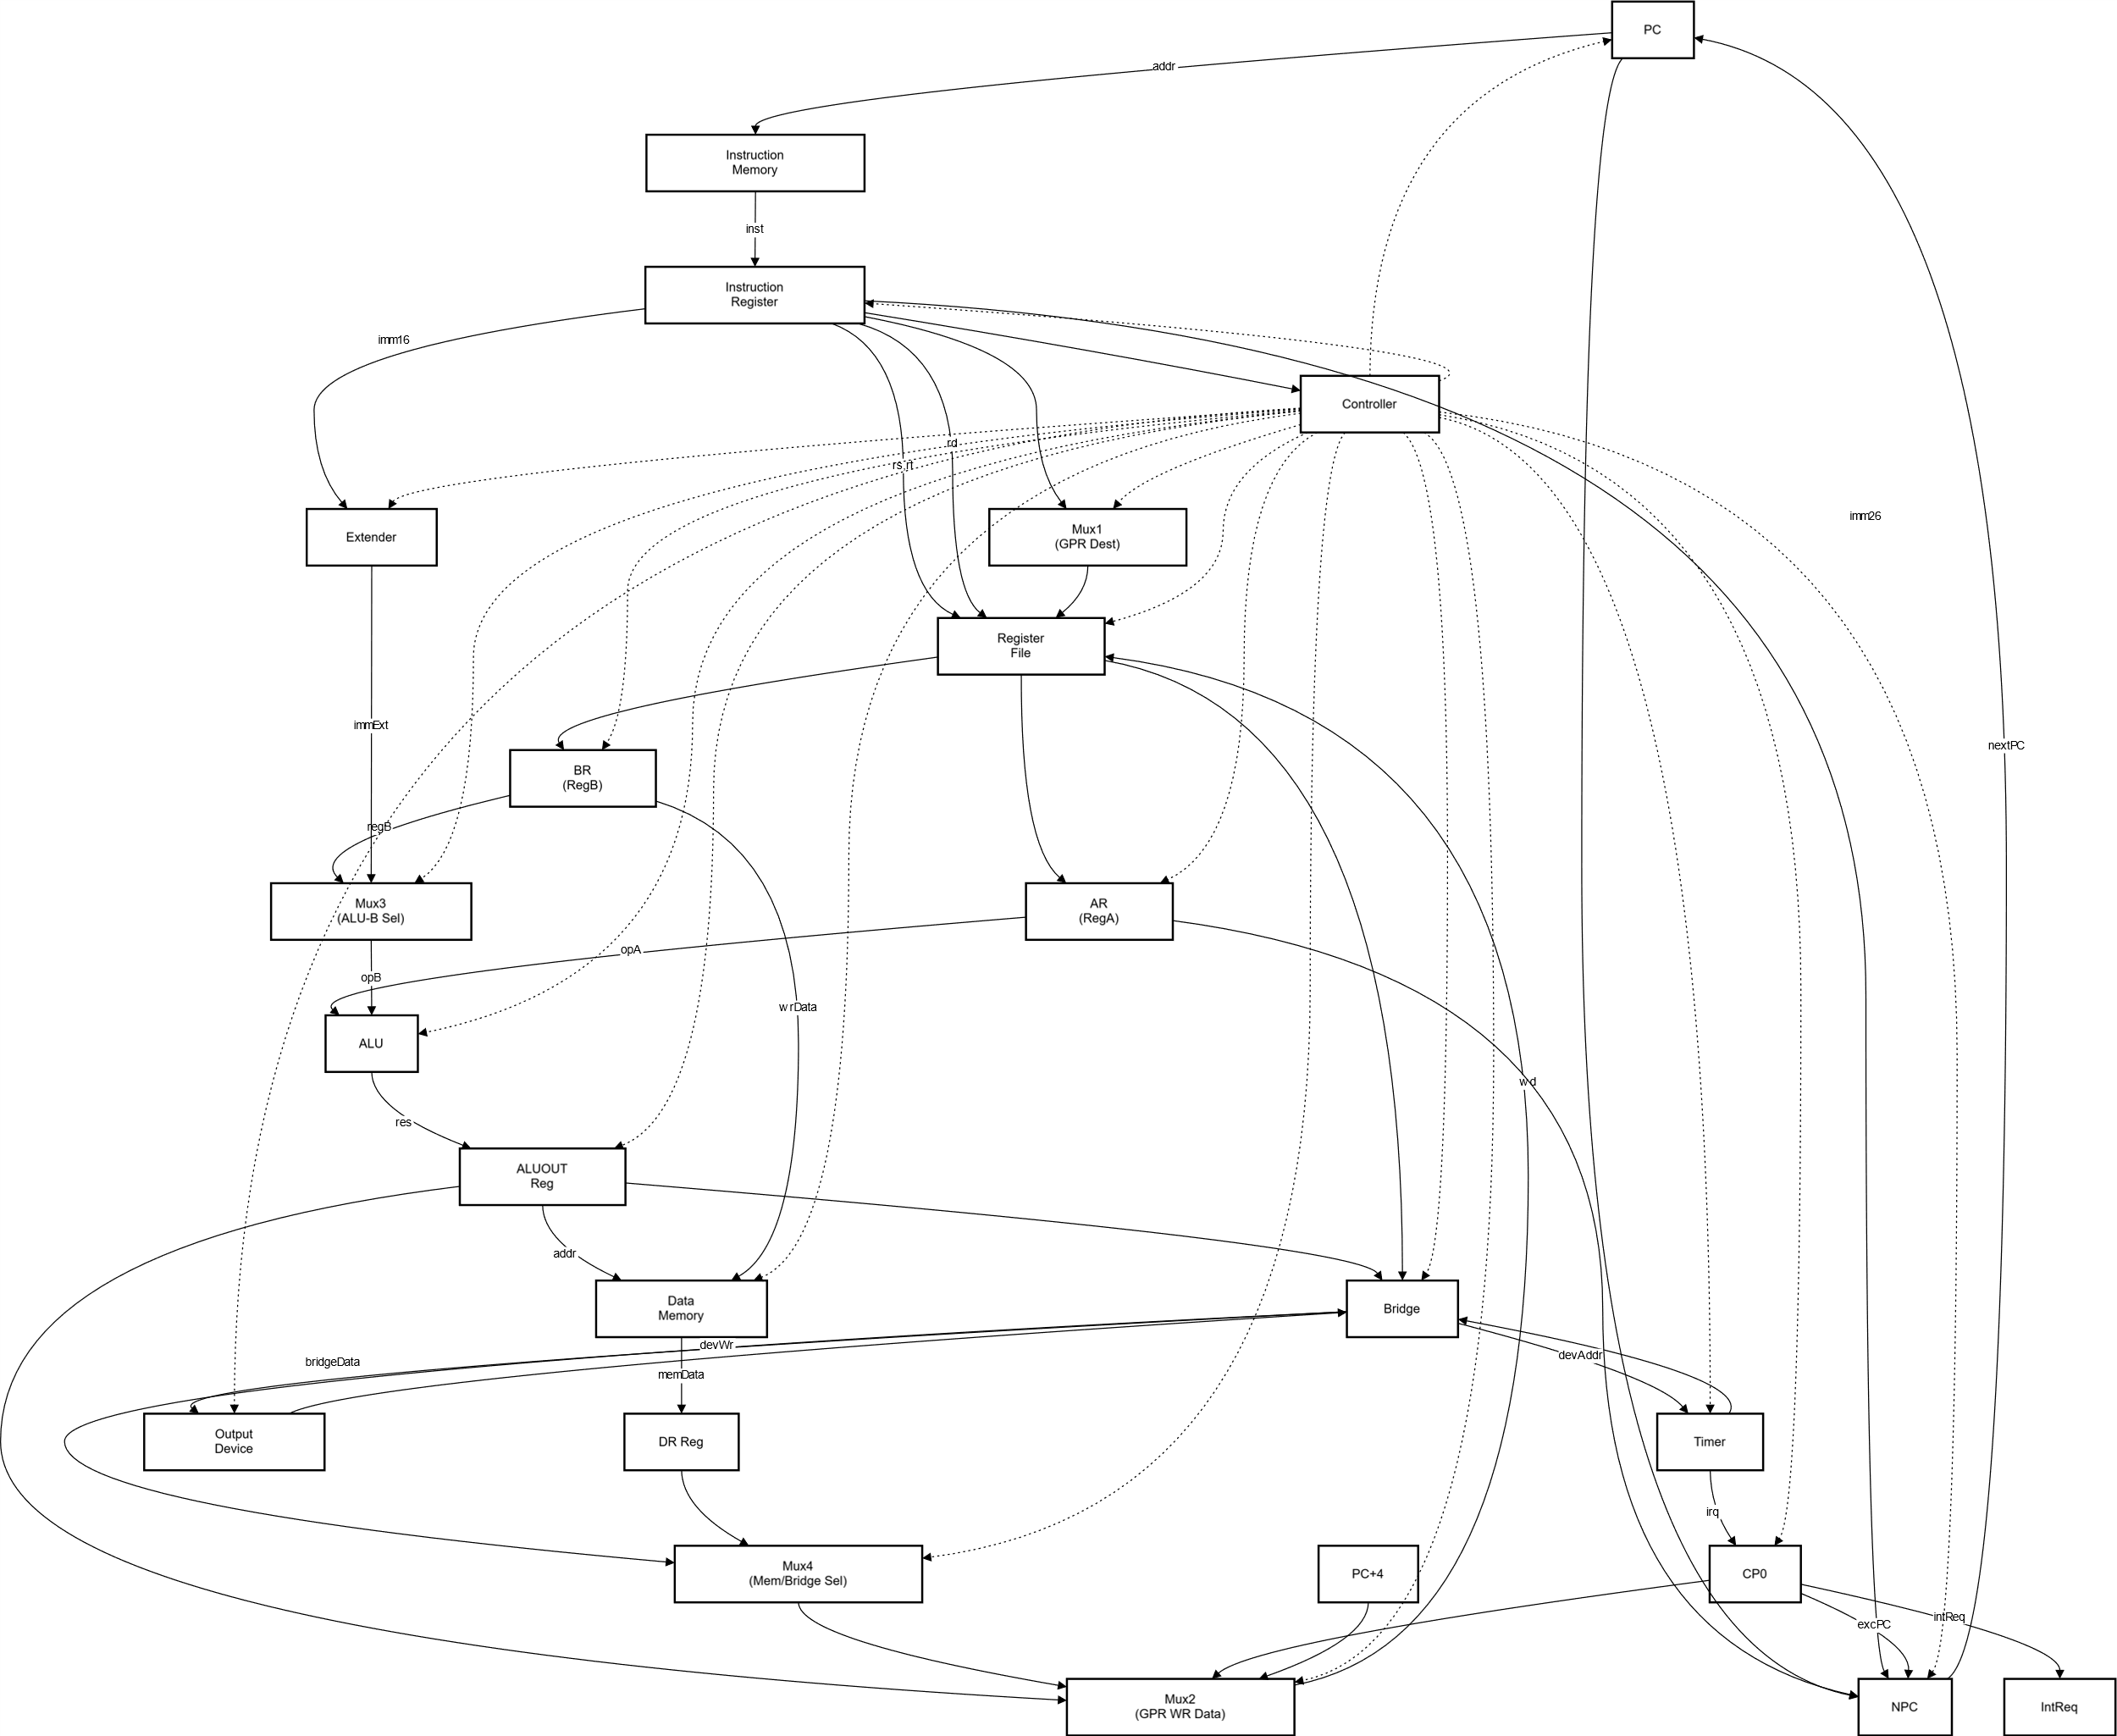 PC
addr
Instruction
Memory
inst
Instruction
Register
imm16
Controller
rd
rs,rt
imm26
Extender
Mux1
(GPR Dest)
Register
File
immExt
nextPC
BR
(RegB)
regB
Mux3
(ALU-B Sel)
AR
(RegA)
opA
opB
wrData
ALU
wd
res
ALUOUT
Reg
addr
Data
Memory
Bridge
devWr
devAddr
bridgeData
memData
Output
Device
DR Reg
Timer
irq
Mux4
(Mem/Bridge Sel)
PC+4
CP0
intReq
excPC
Mux2
(GPR WR Data)
NPC
IntReq